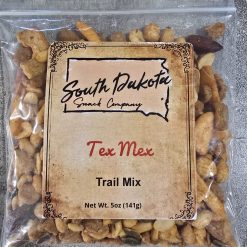 South Dakota
Snack Company
Tex Mex
Trail Mix
Net Wt. 5oz (141g)